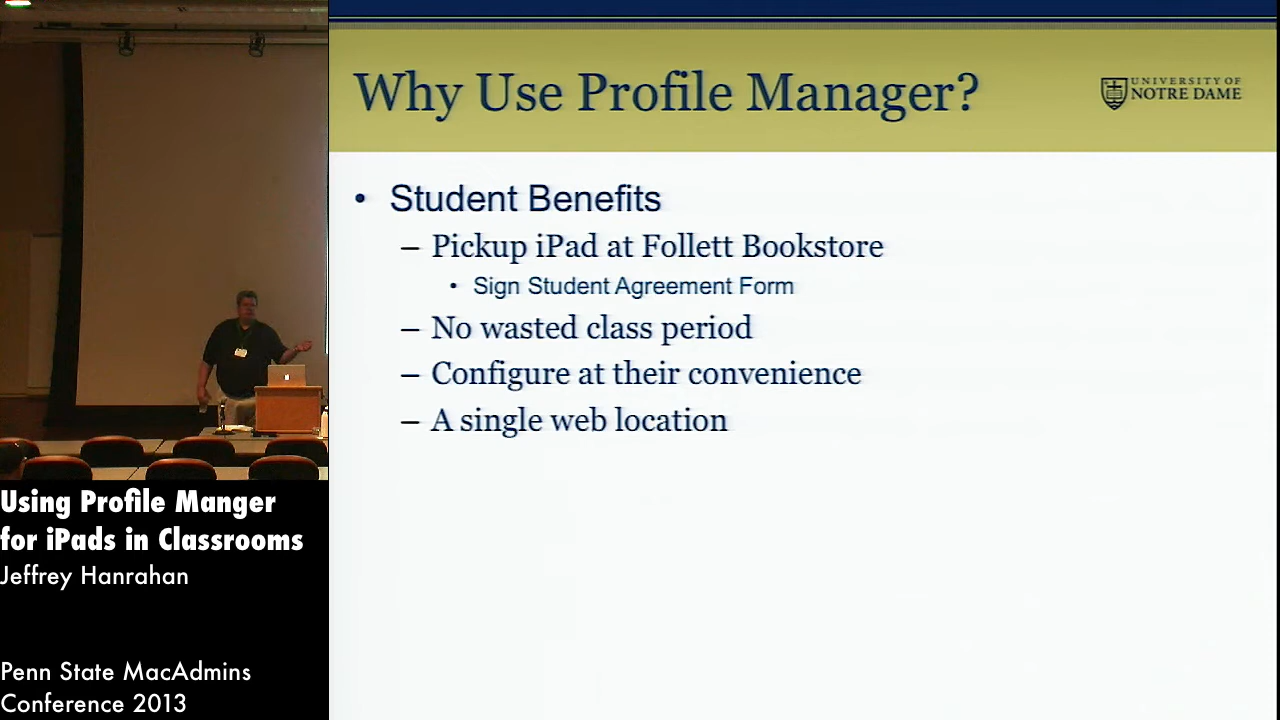 Why Use Profile Manager?
UNIVERSITY OF
NOTRE DAME
• Student Benefits
– Pickup iPad at Follett Bookstore
• Sign Student Agreement Form
– No wasted class period
– Configure at their convenience
– A single web location
Using Profile Manger
for iPads in Classrooms
Jeffrey Hanrahan
Penn State MacAdmins
Conference 2013